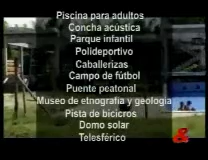 Piscina para adultos
Concha acústica
Parque infantil
Polideportivo
Caballerizas
Campo de fútbol
Puente peatonal
Museo de etnografía y geología
Pista de bicicros
Domo solar
Teleférico